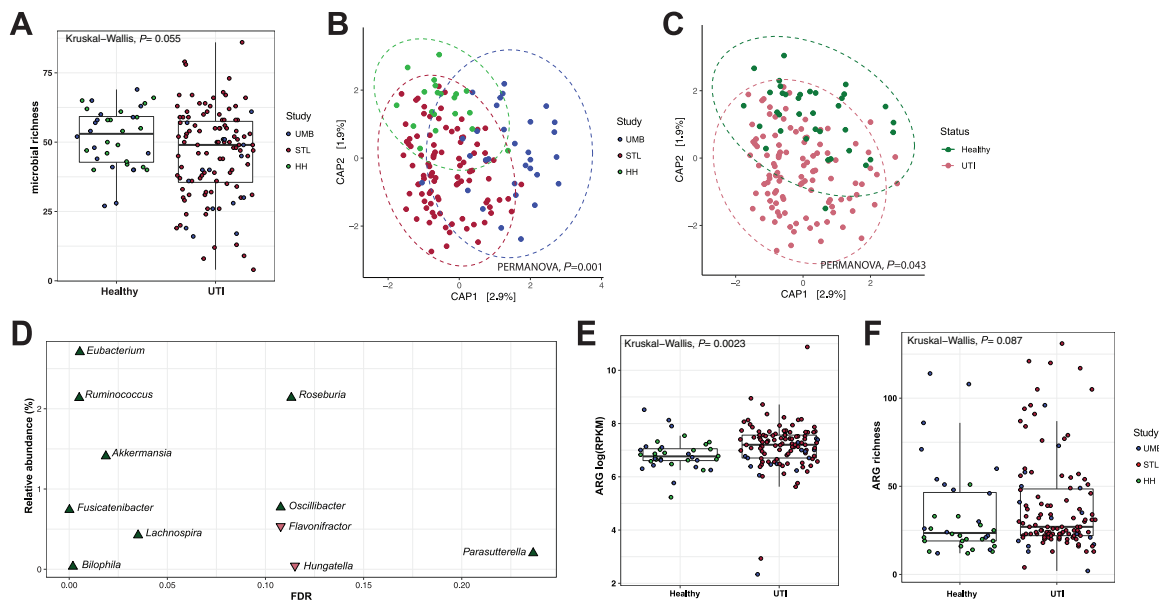 A
Kruskal-Wallis, P= 0.055
microbial richness
75
50
25
0
Healthy
UTI
Study
UMB
STL
HH
B
CAP2 [1.9%]
2
0
−2
−2
0
2
4
CAP1 [2.9%]
PERMANOVA, P=0.001
Study
UMB
STL
HH
C
CAP2 [1.9%]
2
0
−2
−2
0
2
CAP1 [2.9%]
PERMANOVA, P=0.043
Status
Healthy
UTI
D
Relative abundance (%)
2
1
0
Eubacterium
Ruminococcus
Roseburia
Akkermansia
Fusicatenibacter
Oscillibacter
Flavonifractor
Lachnospira
Parasutterella
Bilophila
Hungatella
0.00
0.05
0.10
0.15
0.20
FDR
E
Kruskal-Wallis, P= 0.0023
ARG log(RPKM)
10
8
6
4
2
Healthy
UTI
F
Kruskal-Wallis, P= 0.087
ARG richness
100
50
0
Healthy
UTI
Study
UMB
STL
HH